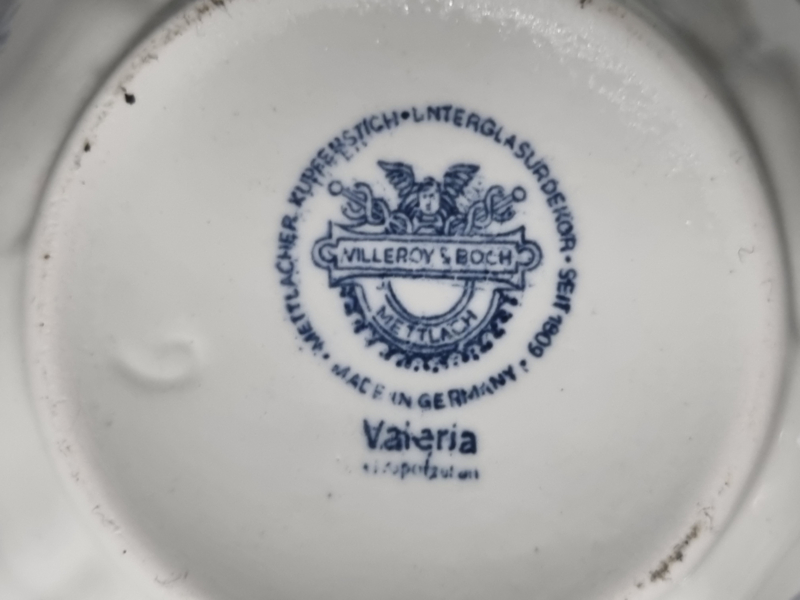 METTLACHER KUPFERSTICH • UNTERGLASURDEKOR • SEIT 1809 •
VILLEROY & BOCH
METTLACH
MADE IN GERMANY
Valeria